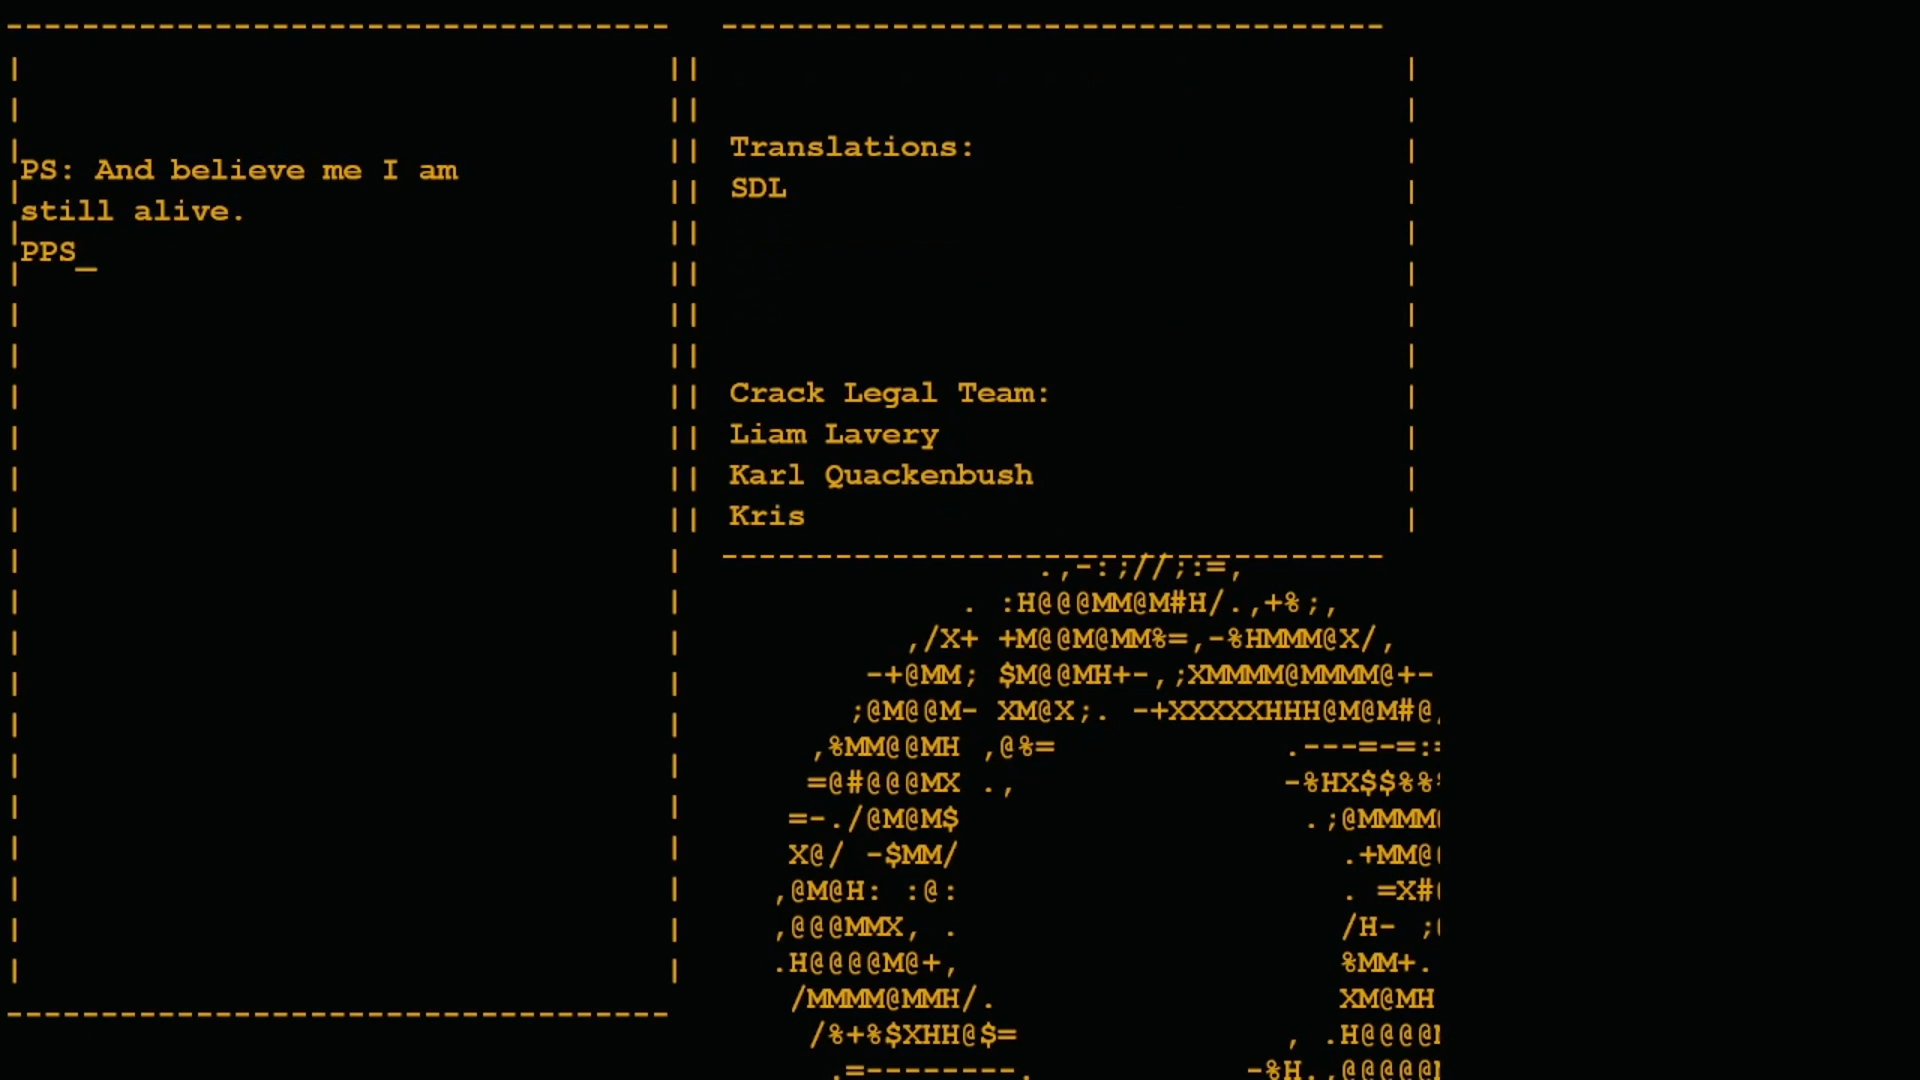 PS: And believe me I am
still alive.
PPS_
Translations:
SDL
Crack Legal Team:
Liam Lavery
Karl Quackenbush
Kris